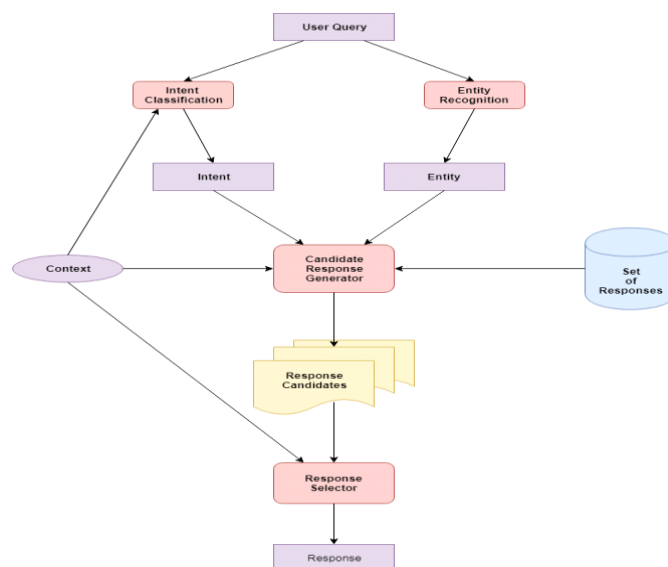 User Query
Intent
Classification
Entity
Recognition
Intent
Entity
Context
Candidate
Response
Generator
Set
of
Responses
Response
Candidates
Response
Selector
Response